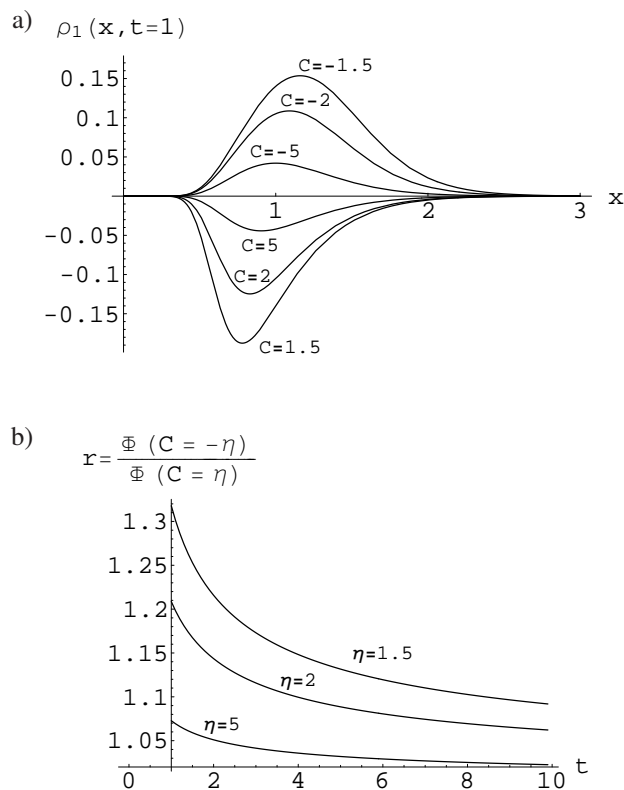 a)
ρ₁(x,t=1)
0.15
0.1
0.05
-0.05
-0.1
-0.15
C=-1.5
C=-2
C=-5
C=5
C=2
C=1.5
1 2 3 x
b)
r= Φ (C = -η)
Φ (C = η)
1.3
1.25
1.2
1.15
1.1
1.05
η=1.5
η=2
η=5
0 2 4 6 8 10 t